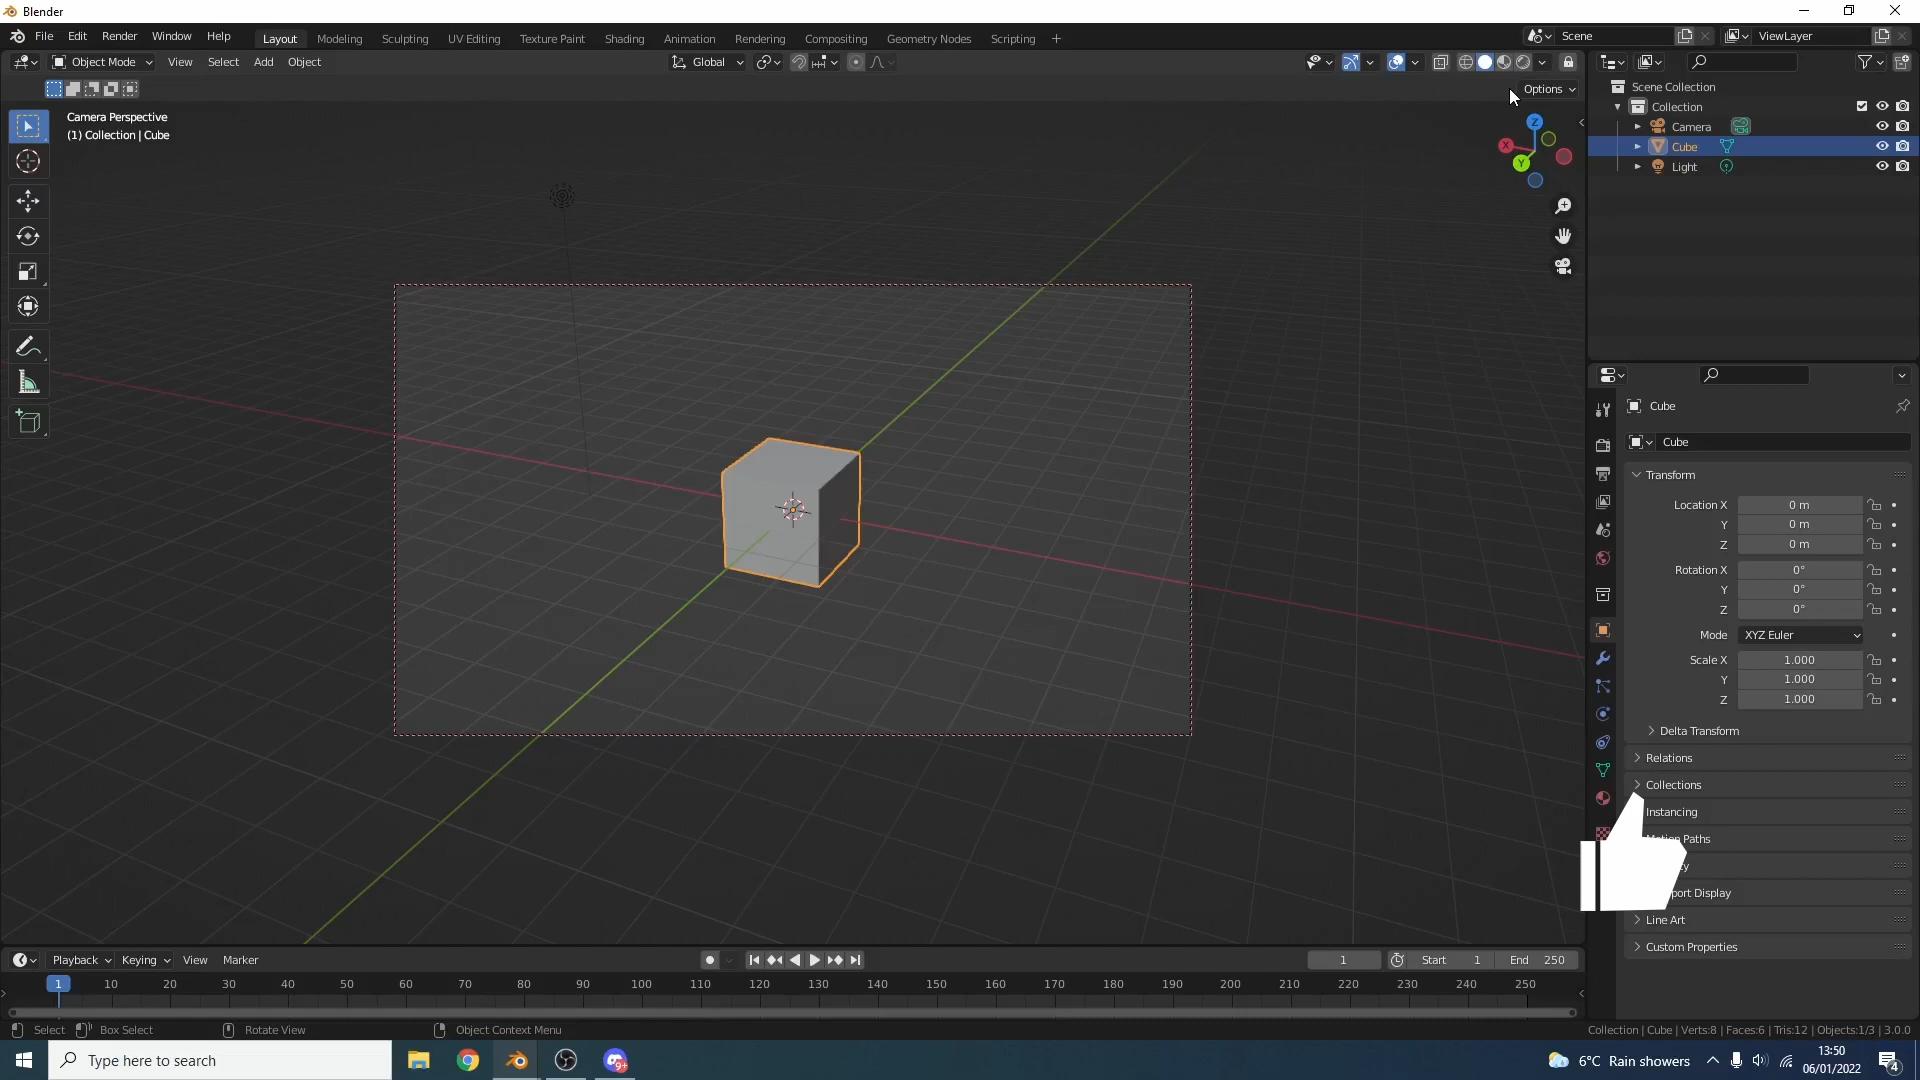 Blender
File Edit Render Window Help Layout Modeling Sculpting UV Editing Texture Paint Shading Animation Rendering Compositing Geometry Nodes Scripting + Scene ViewLayer
Object Mode View Select Add Object Global
Options
Camera Perspective
(1) Collection | Cube
Z
X
Y
Scene Collection
Collection
Camera
Cube
Light
Cube
Cube
Transform
Location X 0 m
Y 0 m
Z 0 m
Rotation X 0°
Y 0°
Z 0°
Mode XYZ Euler
Scale X 1.000
Y 1.000
Z 1.000
Delta Transform
Relations
Collections
Instancing
Paths
port Display
Line Art
Custom Properties
Playback Keying View Marker 1 Start 1 End 250
1 10 20 30 40 50 60 70 80 90 100 110 120 130 140 150 160 170 180 190 200 210 220 230 240 250
Select Box Select Rotate View Object Context Menu Collection | Cube | Verts:8 | Faces:6 | Tris:12 | Objects:1/3 | 3.0.0
Type here to search 9+ 6°C Rain showers 13:50
06/01/2022 4